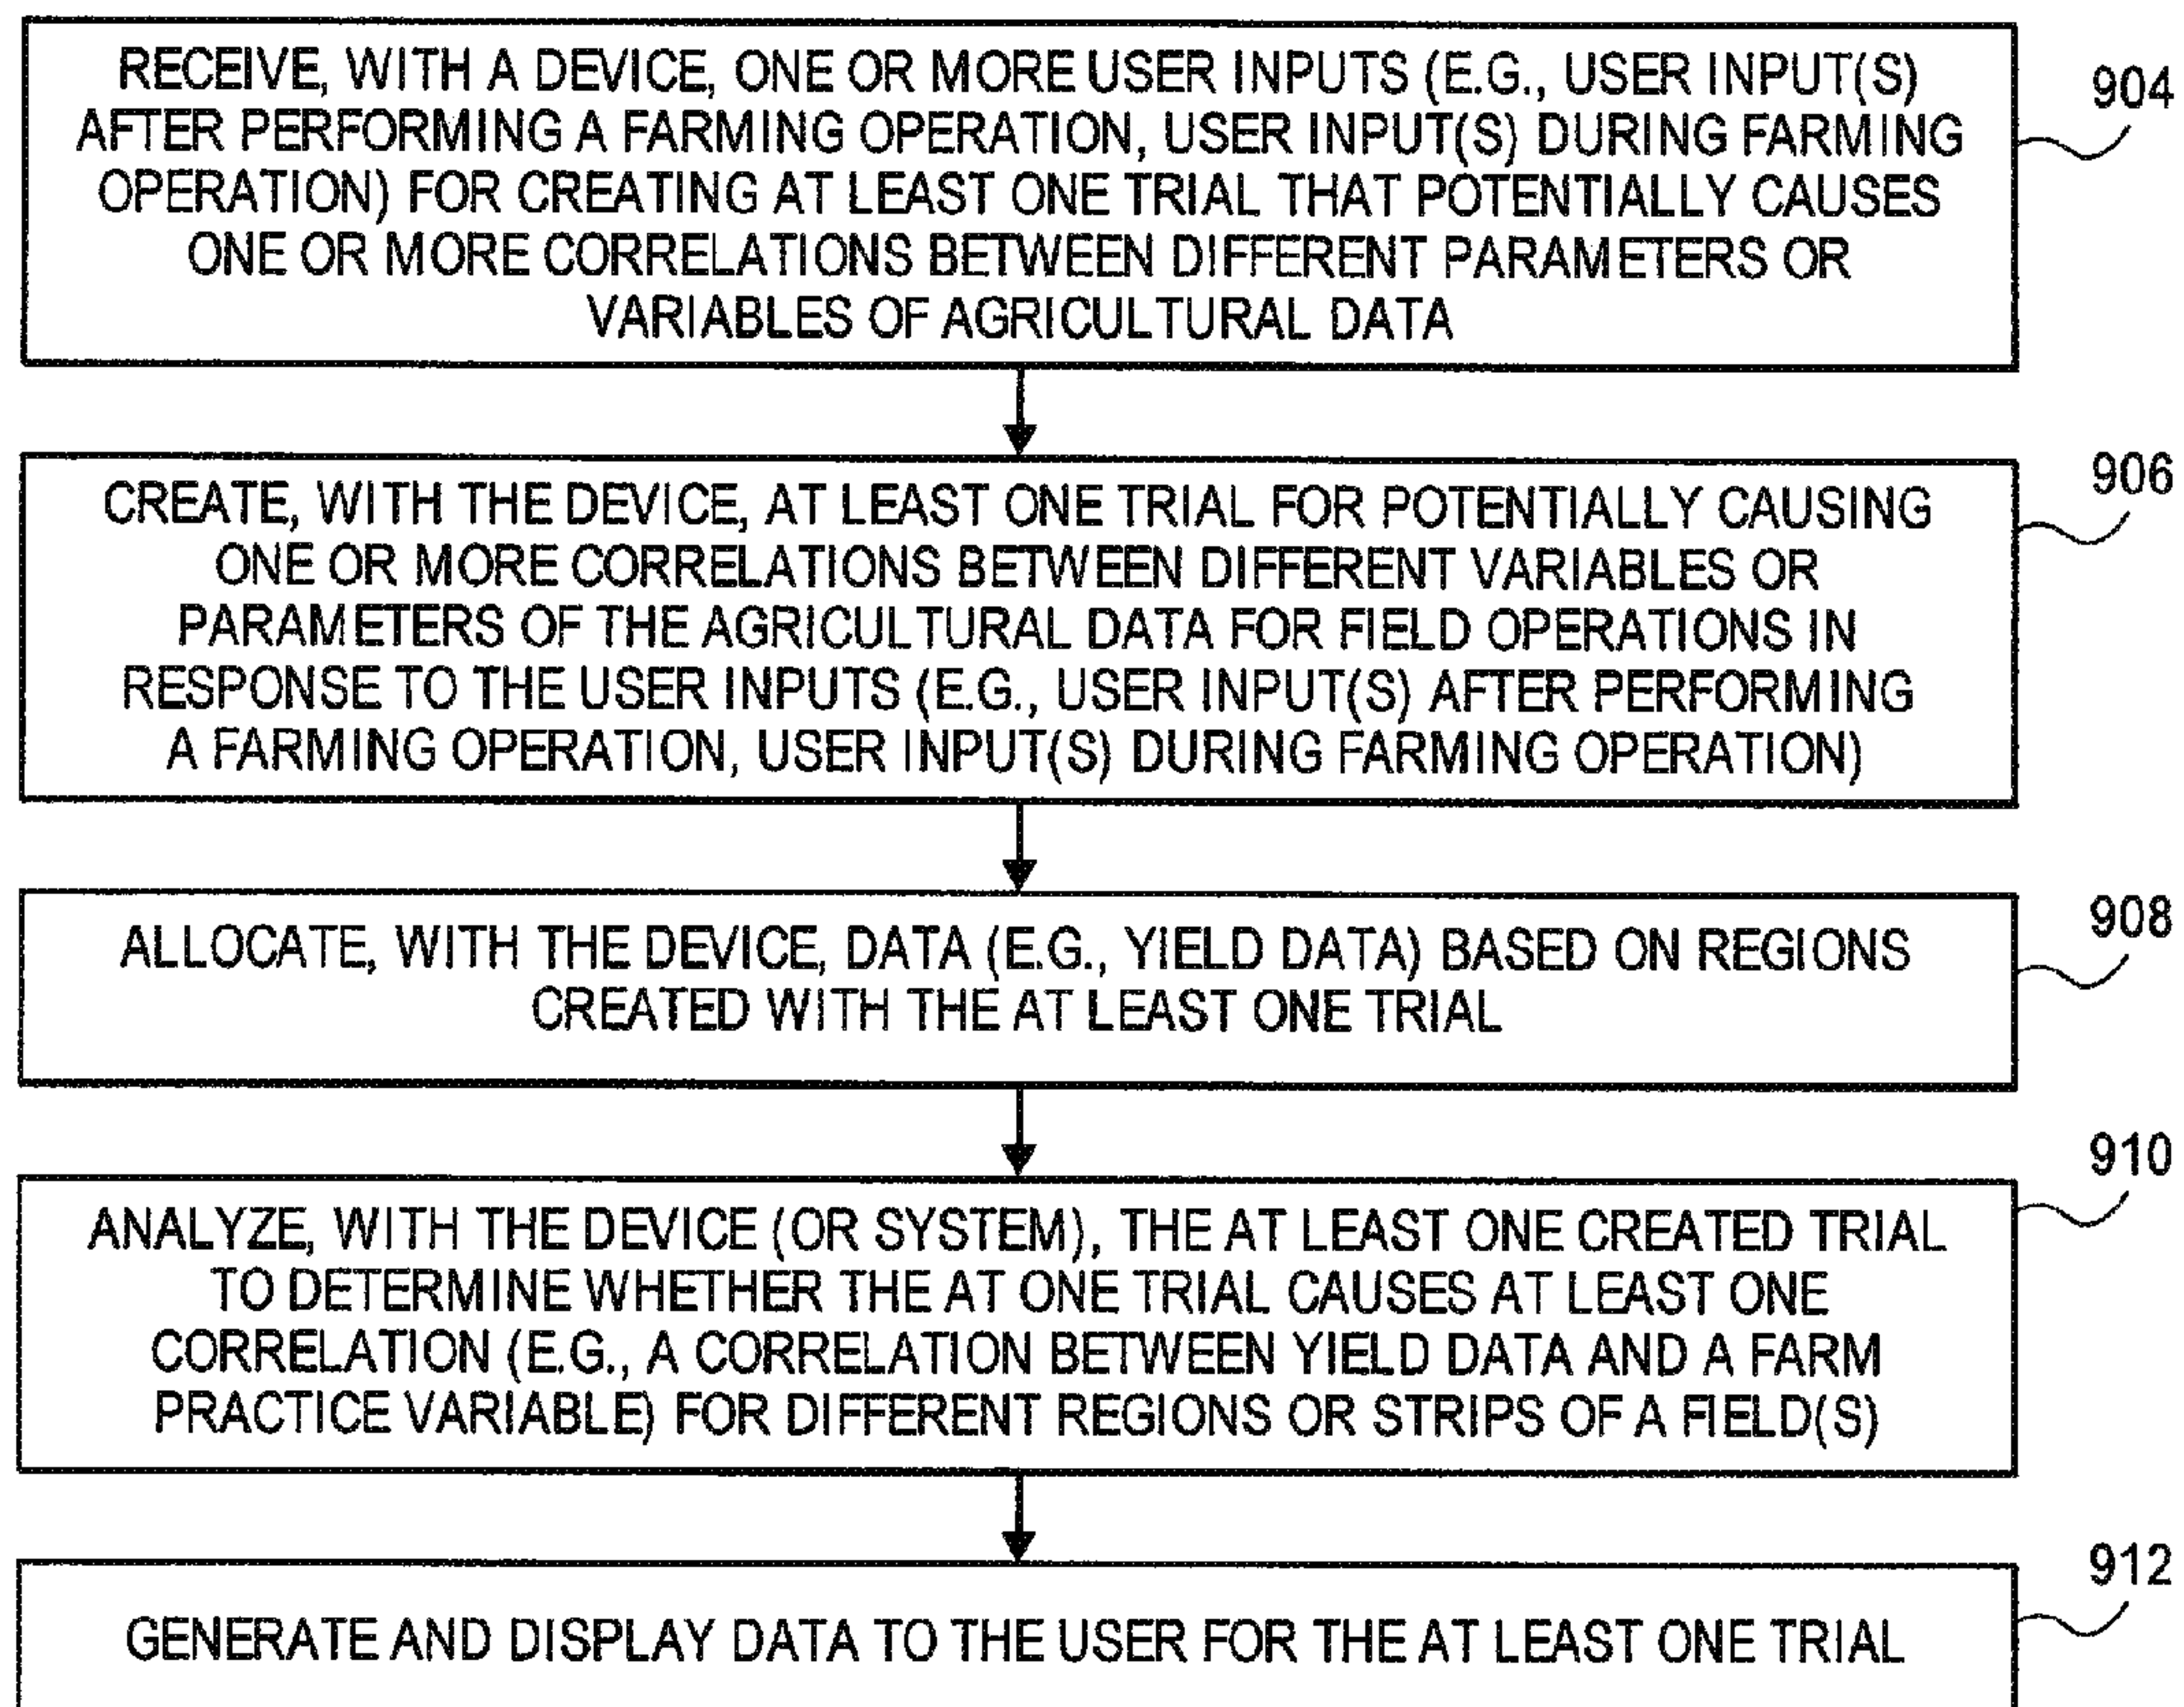 RECEIVE, WITH A DEVICE, ONE OR MORE USER INPUTS (E.G., USER INPUT(S)
AFTER PERFORMING A FARMING OPERATION, USER INPUT(S) DURING FARMING
OPERATION) FOR CREATING AT LEAST ONE TRIAL THAT POTENTIALLY CAUSES
ONE OR MORE CORRELATIONS BETWEEN DIFFERENT PARAMETERS OR
VARIABLES OF AGRICULTURAL DATA
904
CREATE, WITH THE DEVICE, AT LEAST ONE TRIAL FOR POTENTIALLY CAUSING
ONE OR MORE CORRELATIONS BETWEEN DIFFERENT VARIABLES OR
PARAMETERS OF THE AGRICULTURAL DATA FOR FIELD OPERATIONS IN
RESPONSE TO THE USER INPUTS (E.G., USER INPUT(S) AFTER PERFORMING
A FARMING OPERATION, USER INPUT(S) DURING FARMING OPERATION)
906
ALLOCATE, WITH THE DEVICE, DATA (E.G., YIELD DATA) BASED ON REGIONS
CREATED WITH THE AT LEAST ONE TRIAL
908
ANALYZE, WITH THE DEVICE (OR SYSTEM), THE AT LEAST ONE CREATED TRIAL
TO DETERMINE WHETHER THE AT ONE TRIAL CAUSES AT LEAST ONE
CORRELATION (E.G., A CORRELATION BETWEEN YIELD DATA AND A FARM
PRACTICE VARIABLE) FOR DIFFERENT REGIONS OR STRIPS OF A FIELD(S)
910
GENERATE AND DISPLAY DATA TO THE USER FOR THE AT LEAST ONE TRIAL
912